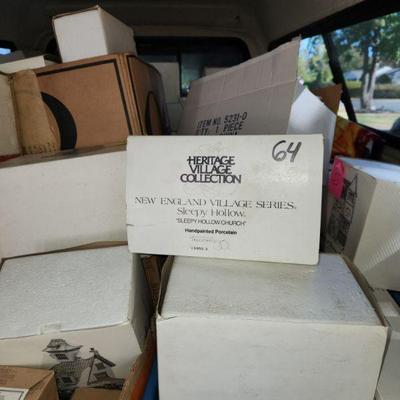 ITEM NO. 5231-0
QTY. 1 PIECE
64
HERITAGE
VILLAGE
COLLECTION
NEW ENGLAND VILLAGE SERIES®
Sleepy Hollow®
"SLEEPY HOLLOW CHURCH"
Handpainted Porcelain